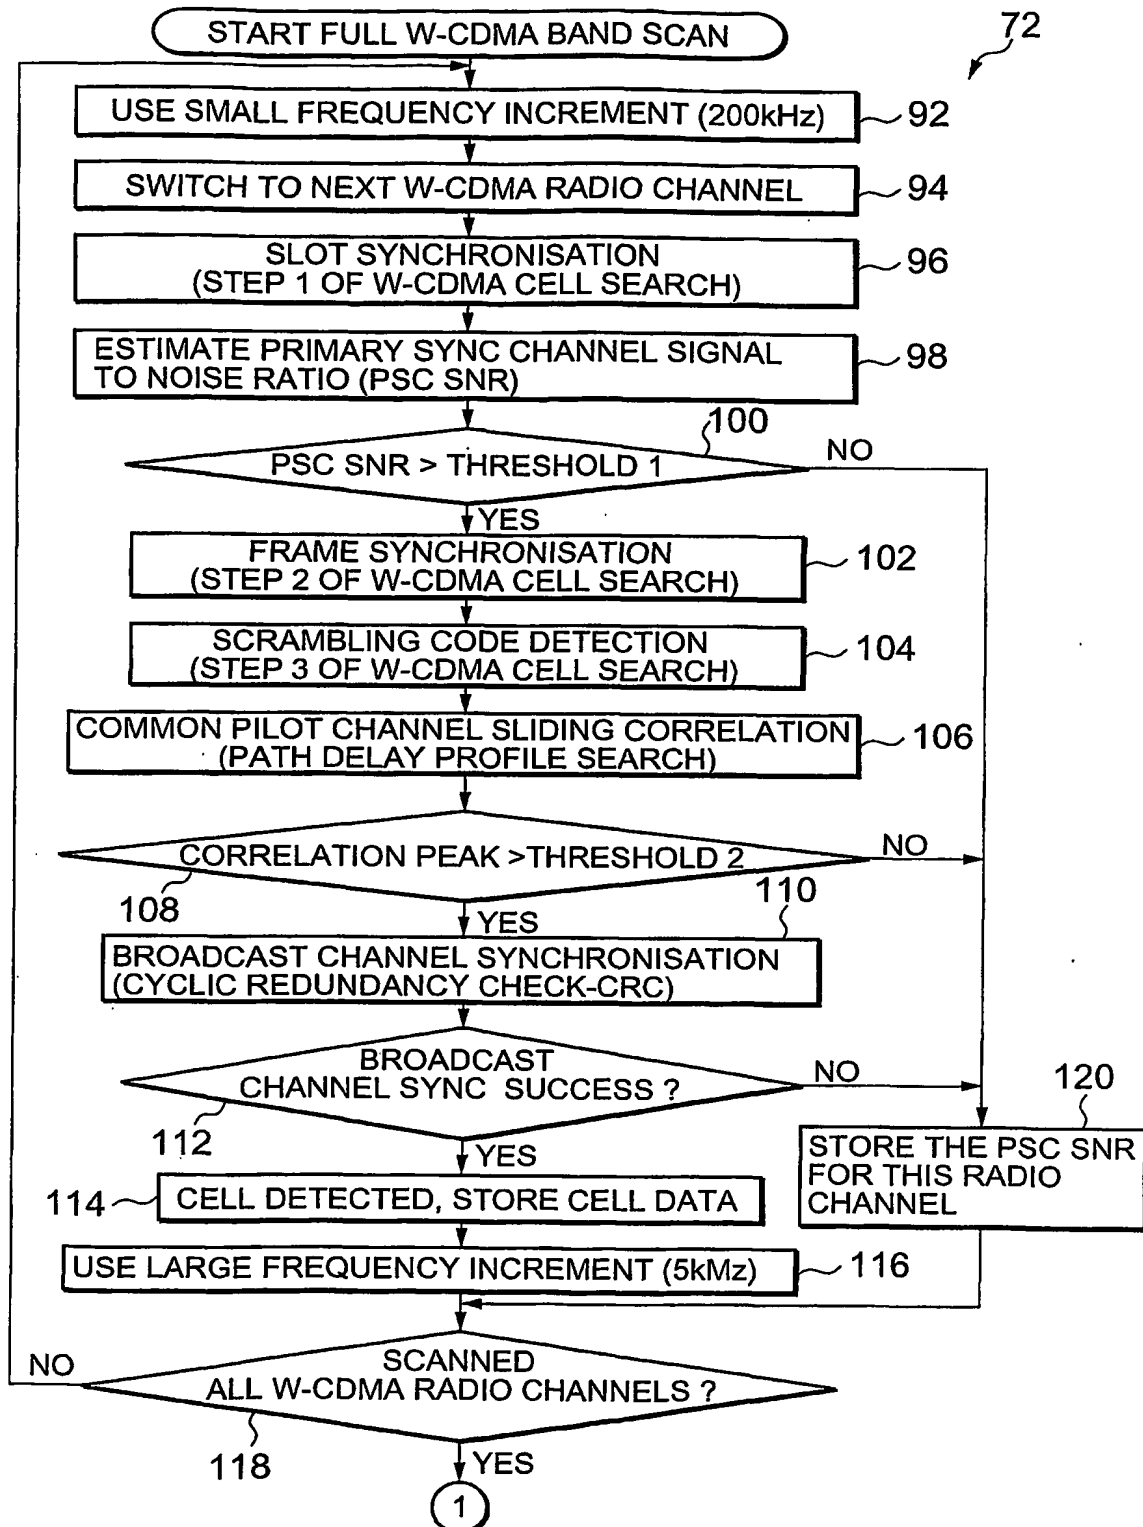 START FULL W-CDMA BAND SCAN
72
USE SMALL FREQUENCY INCREMENT (200kHz)
92
SWITCH TO NEXT W-CDMA RADIO CHANNEL
94
SLOT SYNCHRONISATION
(STEP 1 OF W-CDMA CELL SEARCH)
96
ESTIMATE PRIMARY SYNC CHANNEL SIGNAL
TO NOISE RATIO (PSC SNR)
98
100
PSC SNR > THRESHOLD 1
NO
YES
FRAME SYNCHRONISATION
(STEP 2 OF W-CDMA CELL SEARCH)
102
SCRAMBLING CODE DETECTION
(STEP 3 OF W-CDMA CELL SEARCH)
104
COMMON PILOT CHANNEL SLIDING CORRELATION
(PATH DELAY PROFILE SEARCH)
106
CORRELATION PEAK >THRESHOLD 2
NO
108
YES
110
BROADCAST CHANNEL SYNCHRONISATION
(CYCLIC REDUNDANCY CHECK-CRC)
BROADCAST
CHANNEL SYNC SUCCESS ?
NO
112
YES
120
STORE THE PSC SNR
FOR THIS RADIO
CHANNEL
114
CELL DETECTED, STORE CELL DATA
USE LARGE FREQUENCY INCREMENT (5kMz)
116
SCANNED
ALL W-CDMA RADIO CHANNELS ?
NO
118
YES
1